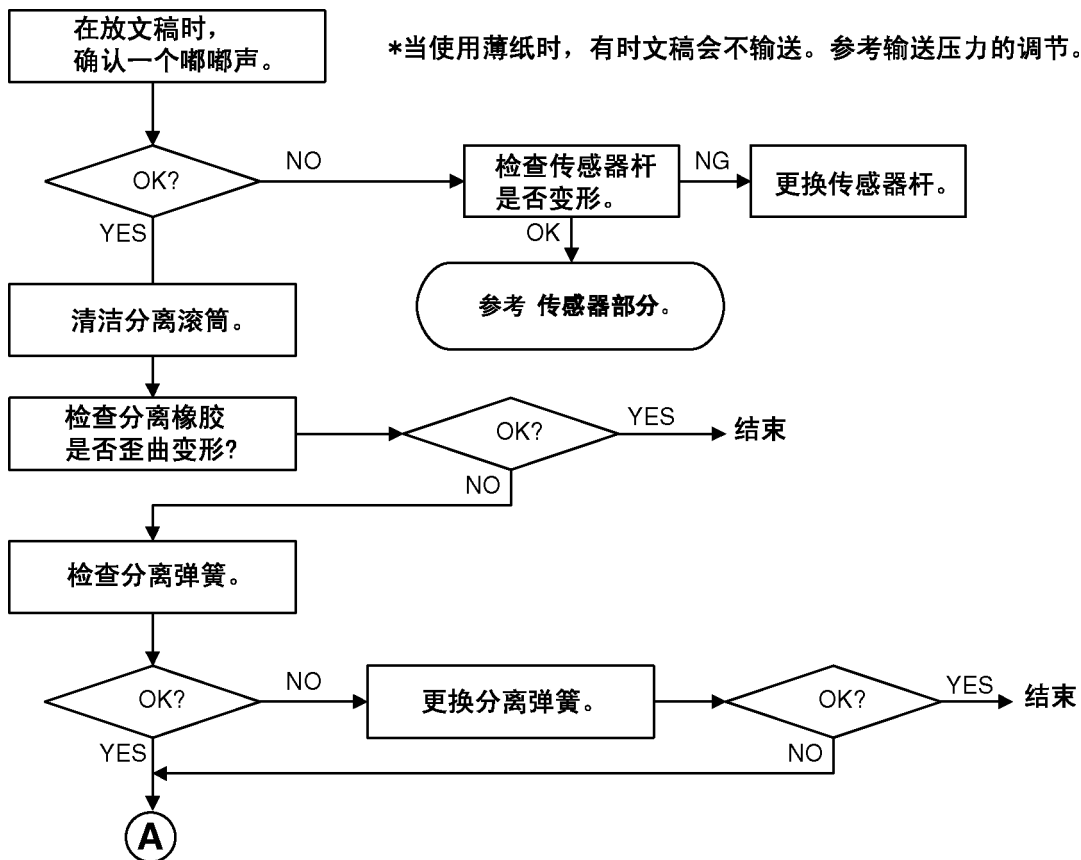 在放文稿时，
确认一个嘟嘟声。
*当使用薄纸时，有时文稿会不输送。参考输送压力的调节。
OK?
NO
检查传感器杆
是否变形。
NG
更换传感器杆。
YES
OK
参考 传感器部分。
清洁分离滚筒。
检查分离橡胶
是否歪曲变形?
OK?
YES
结束
NO
检查分离弹簧。
OK?
NO
更换分离弹簧。
OK?
YES
结束
YES
NO
A